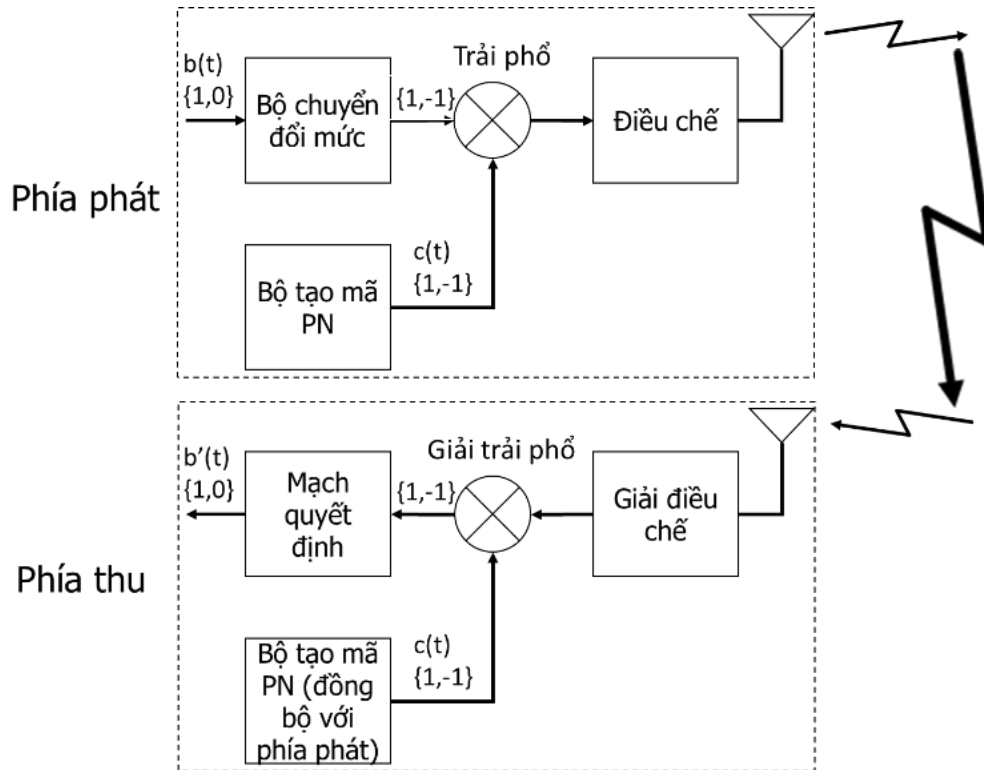 Trải phổ
b(t)
{1,0}
Bộ chuyển
đổi mức
{1,-1}
Điều chế
Phía phát
c(t)
{1,-1}
Bộ tạo mã
PN
Giải trải phổ
b’(t)
{1,0}
Mạch
quyết
định
{1,-1}
Giải điều
chế
Phía thu
c(t)
{1,-1}
Bộ tạo mã
PN (đồng
bộ với
phía phát)